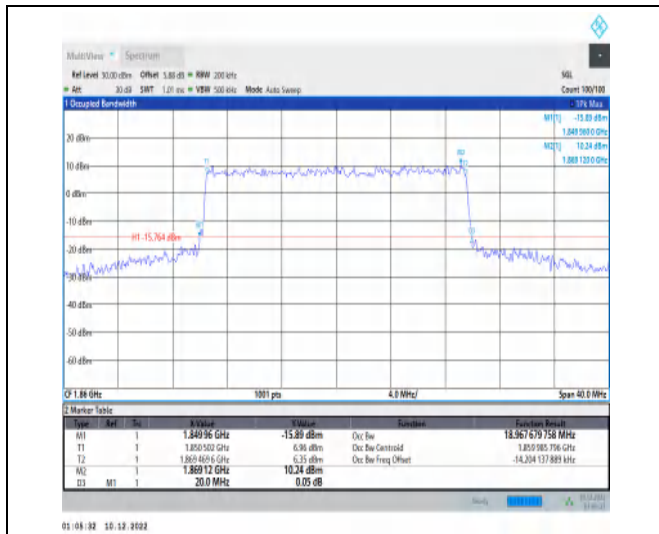 MultiView Spectrum
Ref Level 30.00 dBm Offset 5.88 dB RBW 200 kHz SGL
Att 30 dB SWT 1.01 ms VBW 500 kHz Mode Auto Sweep Count 100/100
1 Occupied Bandwidth 1Pk Max
M1[1] -15.89 dBm
1.849 960 0 GHz
M2[1] 10.24 dBm
1.869 120 0 GHz
20 dBm
T1 M2
T2
10 dBm
0 dBm
-10 dBm
M1
H1 -15.764 dBm
D3
-20 dBm
-30 dBm
-40 dBm
-50 dBm
-60 dBm
CF 1.86 GHz 1001 pts 4.0 MHz/ Span 40.0 MHz
2 Marker Table
Type Ref Trc X-Value Y-Value Function Function Result
M1 1 1.84996 GHz -15.89 dBm Occ Bw 18.967 679 758 MHz
T1 1 1.850 502 GHz 6.96 dBm Occ Bw Centroid 1.859 985 796 GHz
T2 1 1.869 469 6 GHz 6.35 dBm Occ Bw Freq Offset -14.204 137 889 kHz
M2 1 1.86912 GHz 10.24 dBm
D3 M1 1 20.0 MHz 0.05 dB
Ready
01:08:32 10.12.2022